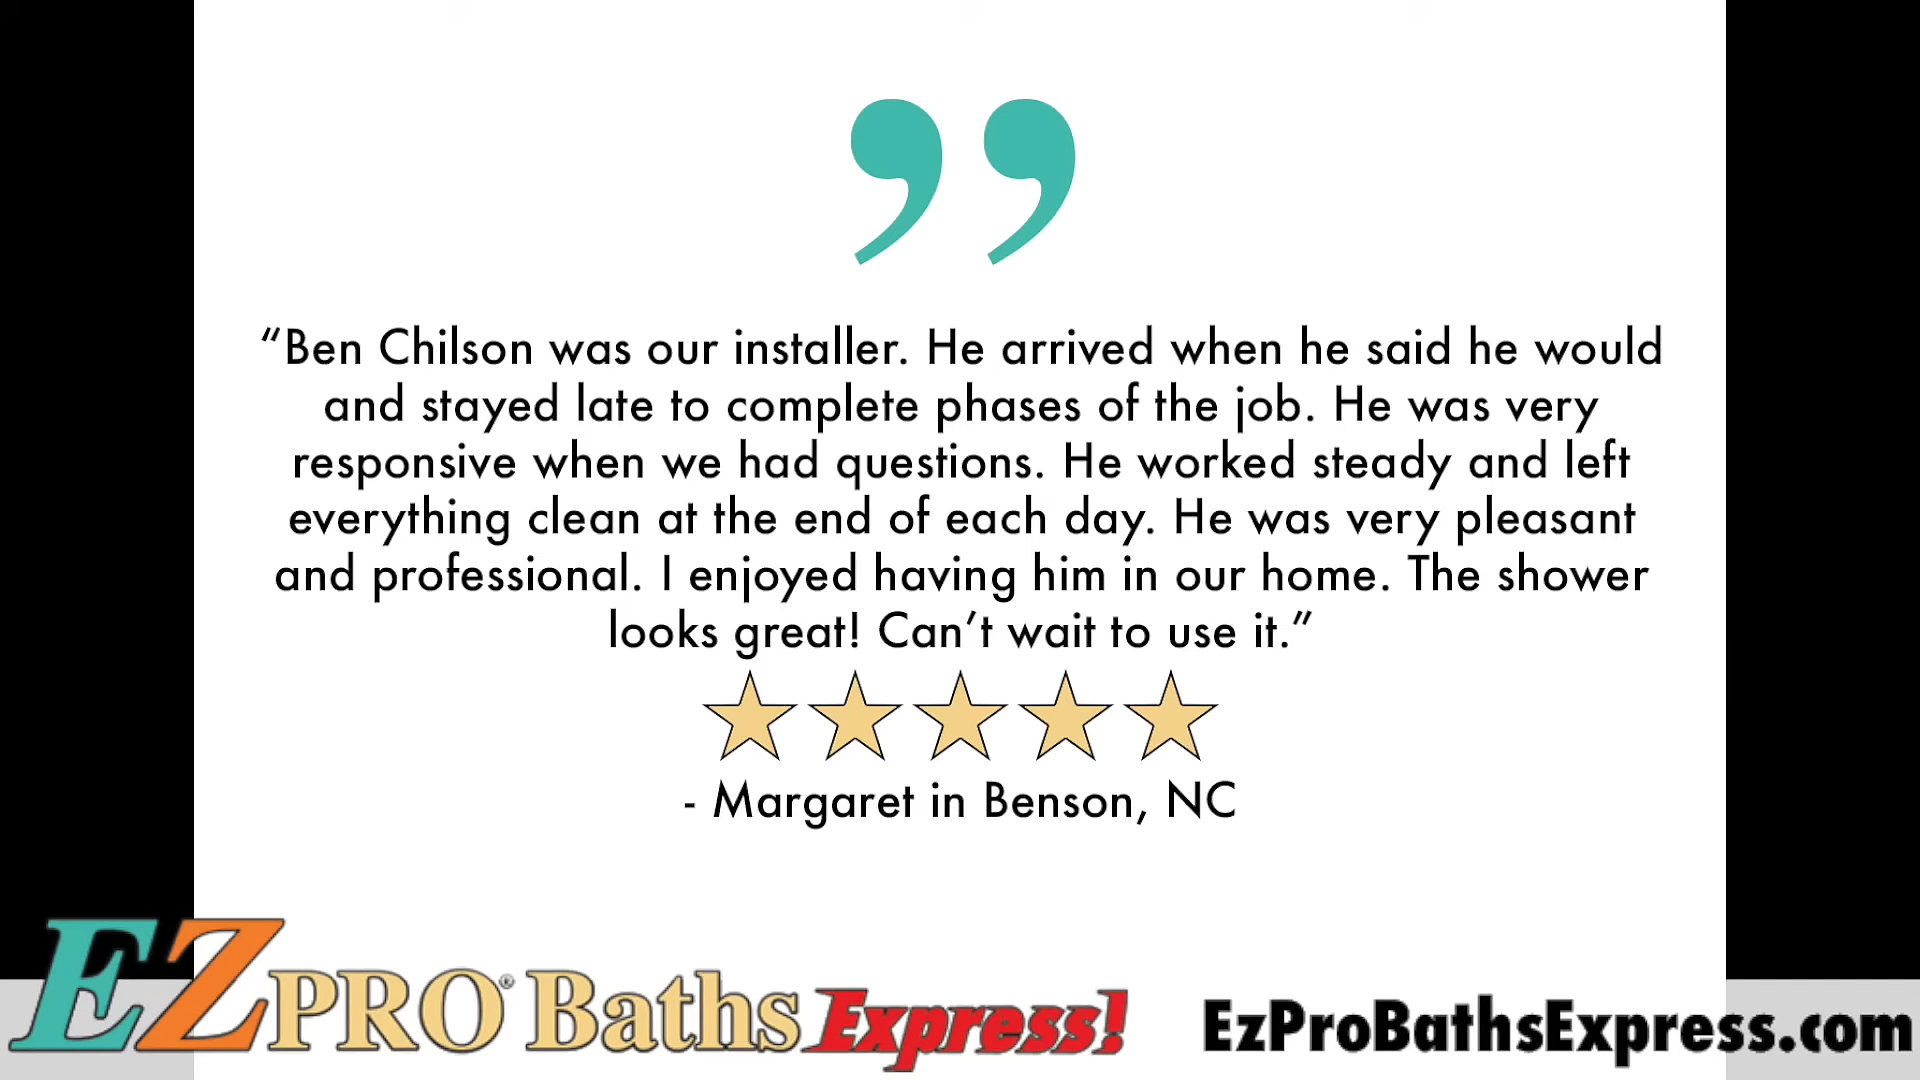 “Ben Chilson was our installer. He arrived when he said he would
and stayed late to complete phases of the job. He was very
responsive when we had questions. He worked steady and left
everything clean at the end of each day. He was very pleasant
and professional. I enjoyed having him in our home. The shower
looks great! Can’t wait to use it.”
- Margaret in Benson, NC
EZPRO® Baths Express!
EzProBathsExpress.com